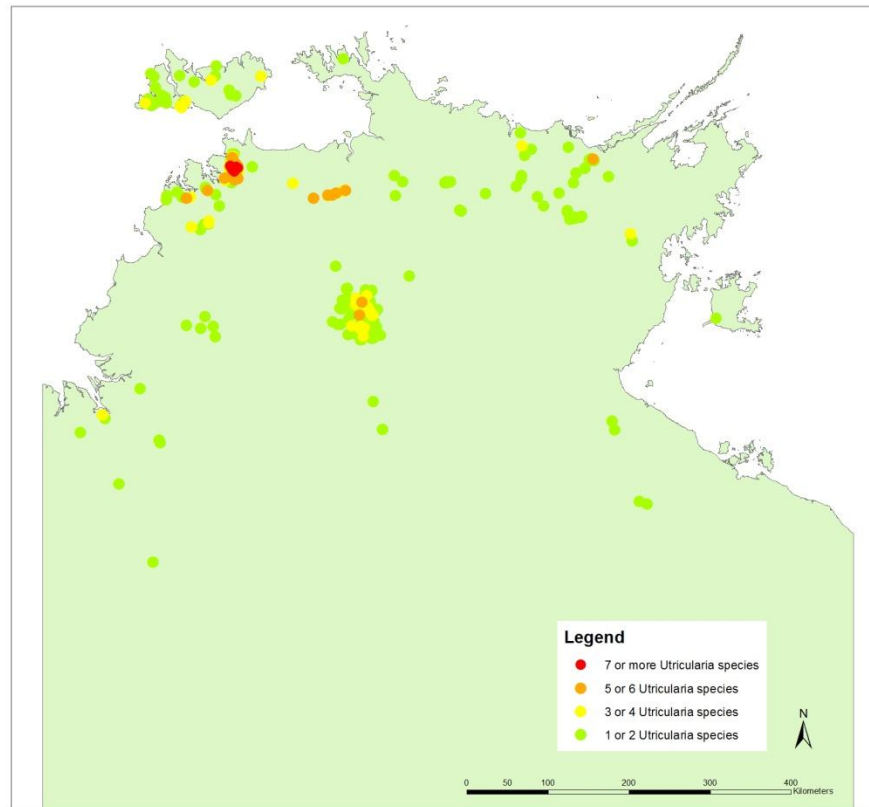 Legend
7 or more Utricularia species
5 or 6 Utricularia species
3 or 4 Utricularia species
1 or 2 Utricularia species
N
0 50 100 200 300 400
Kilometers